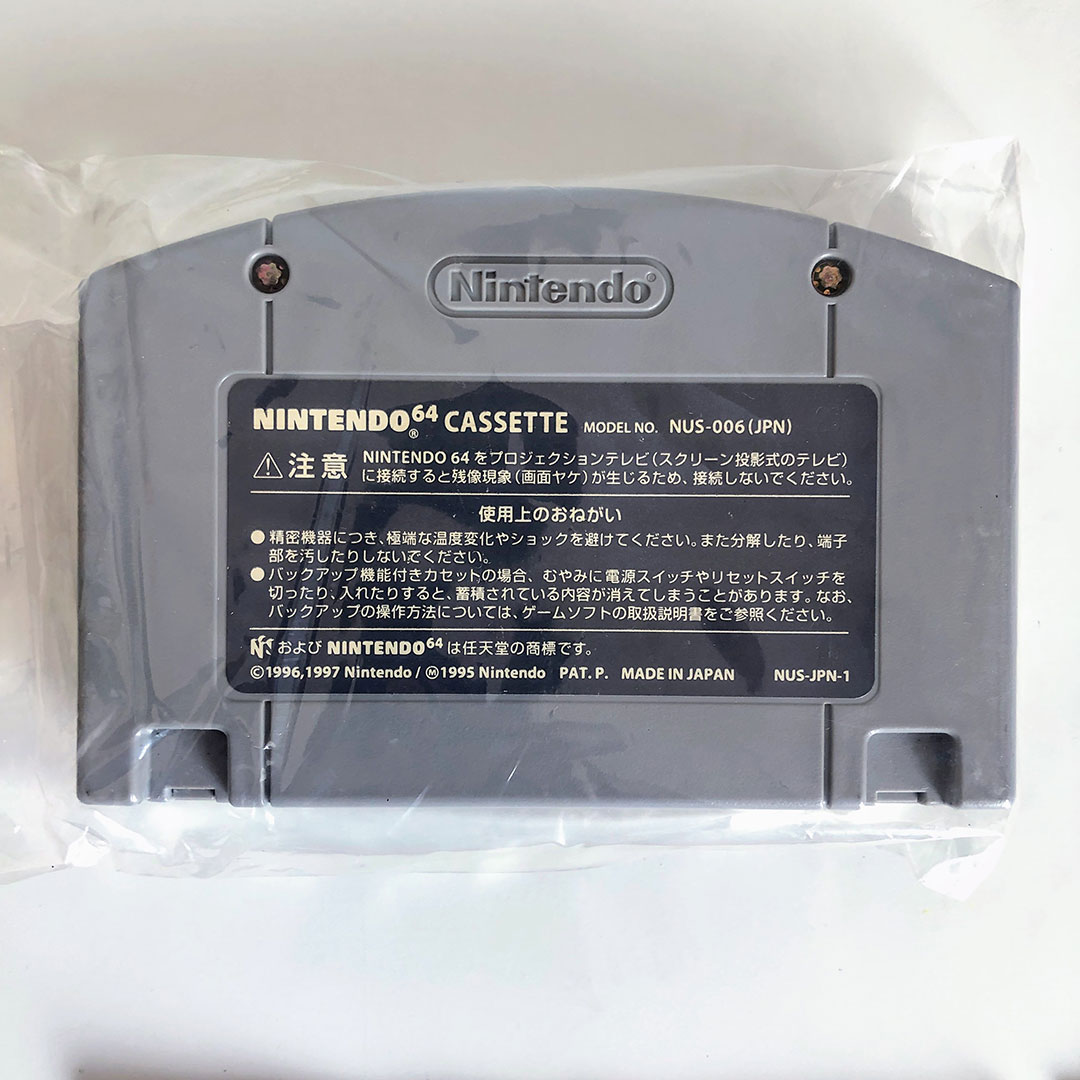 Nintendo®
NINTENDO64® CASSETTE MODEL NO. NUS-006(JPN)
⚠注意 NINTENDO 64をプロジェクションテレビ(スクリーン投影式のテレビ)
に接続すると残像現象(画面ヤケ)が生じるため、接続しないでください。
使用上のおねがい
●精密機器につき、極端な温度変化やショックを避けてください。また分解したり、端子
部を汚したりしないでください。
●バックアップ機能付きカセットの場合、むやみに電源スイッチやリセットスイッチを
切ったり、入れたりすると、蓄積されている内容が消えてしまうことがあります。なお、
バックアップの操作方法については、ゲームソフトの取扱説明書をご参照ください。
および NINTENDO64は任天堂の商標です。
©1996,1997 Nintendo/Ⓜ1995 Nintendo PAT. P. MADE IN JAPAN NUS-JPN-1